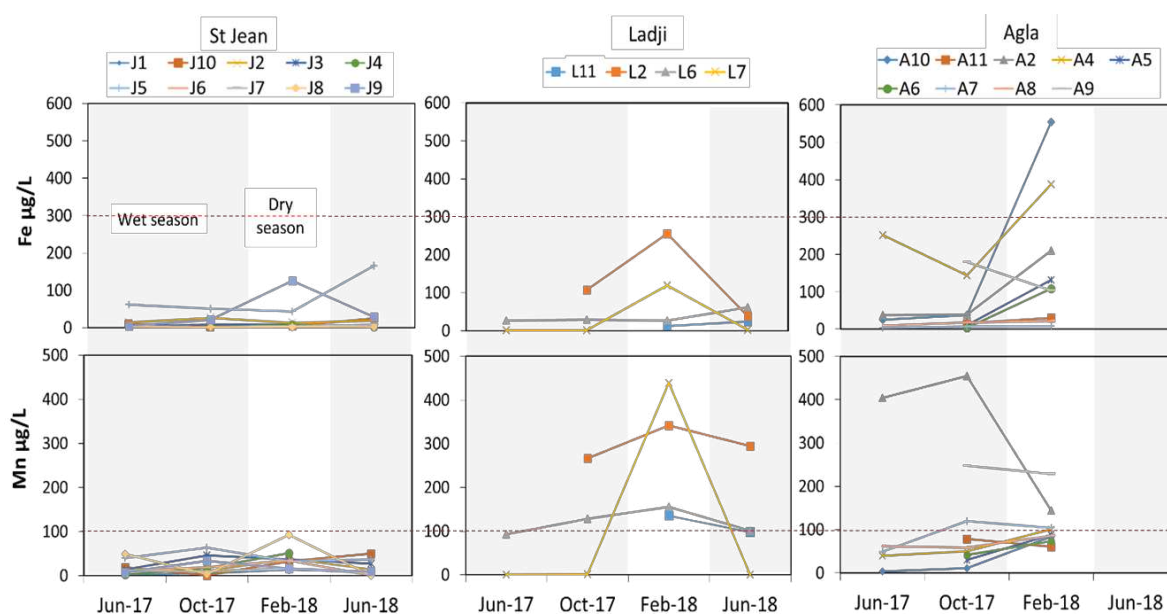 St Jean
J1 J10 J2 J3 J4
J5 J6 J7 J8 J9
Ladji
L11 L2 L6 L7
Agla
A10 A11 A2 A4 A5
A6 A7 A8 A9
Fe µg/L
600
500
400
300
200
100
0
Wet season
Dry
season
600
500
400
300
200
100
0
600
500
400
300
200
100
0
Mn µg/L
500
400
300
200
100
0
500
400
300
200
100
0
500
400
300
200
100
0
Jun-17 Oct-17 Feb-18 Jun-18
Jun-17 Oct-17 Feb-18 Jun-18
Jun-17 Oct-17 Feb-18 Jun-18